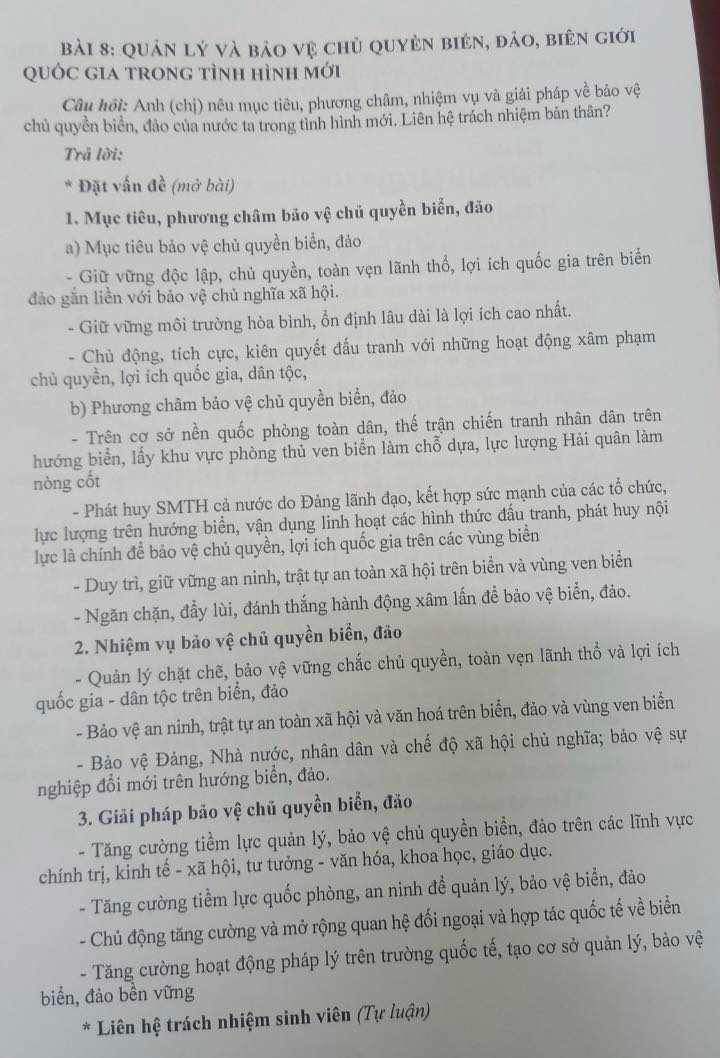 BÀI 8: QUẢN LÝ VÀ BẢO VỆ CHỦ QUYỀN BIỂN, ĐẢO, BIÊN GIỚI
QUỐC GIA TRONG TÌNH HÌNH MỚI
Câu hỏi: Anh (chị) nêu mục tiêu, phương châm, nhiệm vụ và giải pháp về bảo vệ
chủ quyền biển, đảo của nước ta trong tình hình mới. Liên hệ trách nhiệm bản thân?
Trả lời:
* Đặt vấn đề (mở bài)
1. Mục tiêu, phương châm bảo vệ chủ quyền biển, đảo
a) Mục tiêu bảo vệ chủ quyền biển, đảo
- Giữ vững độc lập, chủ quyền, toàn vẹn lãnh thổ, lợi ích quốc gia trên biển
đảo gắn liền với bảo vệ chủ nghĩa xã hội.
- Giữ vững môi trường hòa bình, ổn định lâu dài là lợi ích cao nhất.
- Chủ động, tích cực, kiên quyết đấu tranh với những hoạt động xâm phạm
chủ quyền, lợi ích quốc gia, dân tộc,
b) Phương châm bảo vệ chủ quyền biển, đảo
- Trên cơ sở nền quốc phòng toàn dân, thế trận chiến tranh nhân dân trên
hướng biển, lấy khu vực phòng thủ ven biển làm chỗ dựa, lực lượng Hải quân làm
nòng cốt
- Phát huy SMTH cả nước do Đảng lãnh đạo, kết hợp sức mạnh của các tổ chức,
lực lượng trên hướng biển, vận dụng linh hoạt các hình thức đấu tranh, phát huy nội
lực là chính để bảo vệ chủ quyền, lợi ích quốc gia trên các vùng biển
- Duy trì, giữ vững an ninh, trật tự an toàn xã hội trên biển và vùng ven biển
- Ngăn chặn, đẩy lùi, đánh thắng hành động xâm lấn để bảo vệ biển, đảo.
2. Nhiệm vụ bảo vệ chủ quyền biển, đảo
- Quản lý chặt chẽ, bảo vệ vững chắc chủ quyền, toàn vẹn lãnh thổ và lợi ích
quốc gia - dân tộc trên biển, đảo
- Bảo vệ an ninh, trật tự an toàn xã hội và văn hoá trên biển, đảo và vùng ven biển
- Bảo vệ Đảng, Nhà nước, nhân dân và chế độ xã hội chủ nghĩa; bảo vệ sự
nghiệp đổi mới trên hướng biển, đảo.
3. Giải pháp bảo vệ chủ quyền biển, đảo
- Tăng cường tiềm lực quản lý, bảo vệ chủ quyền biển, đảo trên các lĩnh vực
chính trị, kinh tế - xã hội, tư tưởng - văn hóa, khoa học, giáo dục.
- Tăng cường tiềm lực quốc phòng, an ninh để quản lý, bảo vệ biển, đảo
- Chủ động tăng cường và mở rộng quan hệ đối ngoại và hợp tác quốc tế về biển
- Tăng cường hoạt động pháp lý trên trường quốc tế, tạo cơ sở quản lý, bảo vệ
biển, đảo bền vững
* Liên hệ trách nhiệm sinh viên (Tự luận)